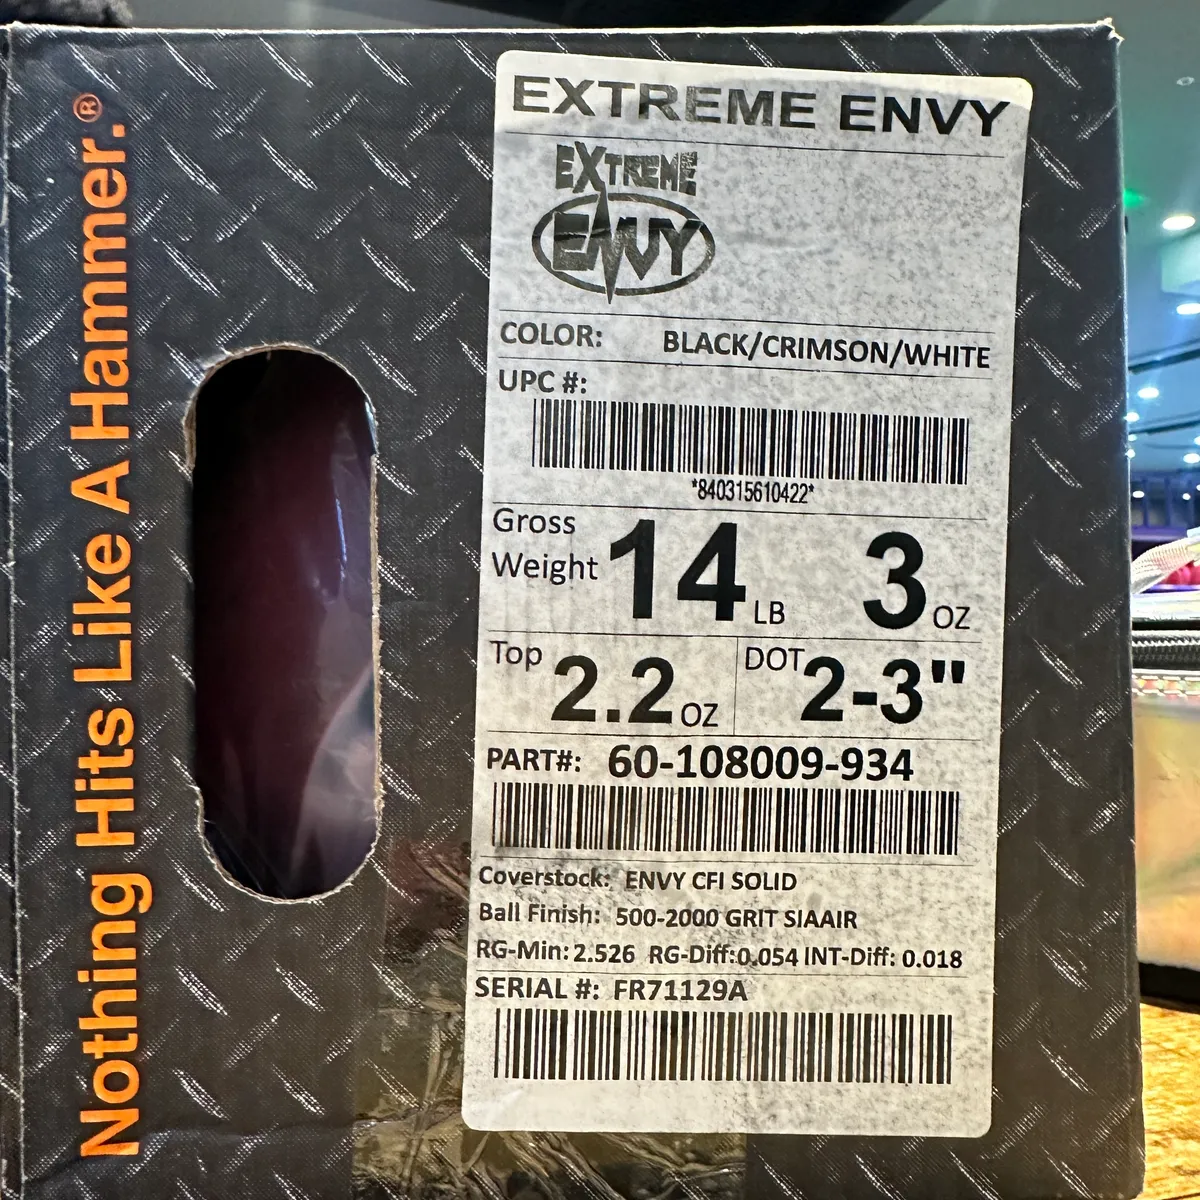 Nothing Hits Like A Hammer.®
EXTREME ENVY
EXTREME
ENVY
COLOR: BLACK/CRIMSON/WHITE
UPC #:
*840315610422*
Gross Weight 14 LB 3 OZ
Top 2.2 OZ DOT 2-3"
PART#: 60-108009-934
Coverstock: ENVY CFI SOLID
Ball Finish: 500-2000 GRIT SIAAIR
RG-Min: 2.526 RG-Diff:0.054 INT-Diff: 0.018
SERIAL #: FR71129A